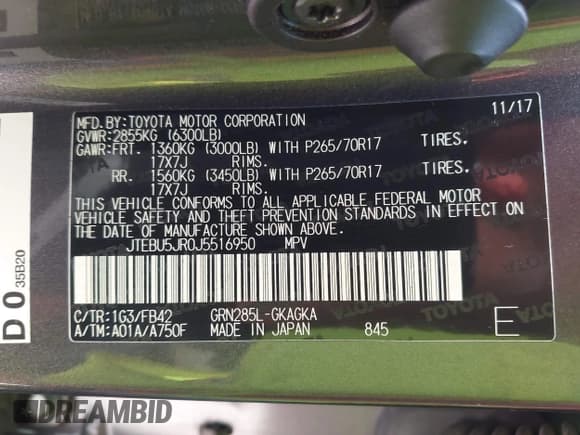 MFD.BY:TOYOTA MOTOR CORPORATION 11/17
GVWR:2855KG (6300LB)
GAWR:FRT. 1360KG (3000LB) WITH P265/70R17 TIRES.
17X7J RIMS.
RR. 1560KG (3450LB) WITH P265/70R17 TIRES.
17X7J RIMS.
THIS VEHICLE CONFORMS TO ALL APPLICABLE FEDERAL MOTOR
VEHICLE SAFETY AND THEFT PREVENTION STANDARDS IN EFFECT ON
THE DATE OF MANUFACTURE SHOWN ABOVE.
JTEBU5JR0J5516950 MPV
C/TR:1G3/FB42 GRN285L-GKAGKA
A/TM:A01A/A750F MADE IN JAPAN 845 E
D 0 35B20
DREAMBID